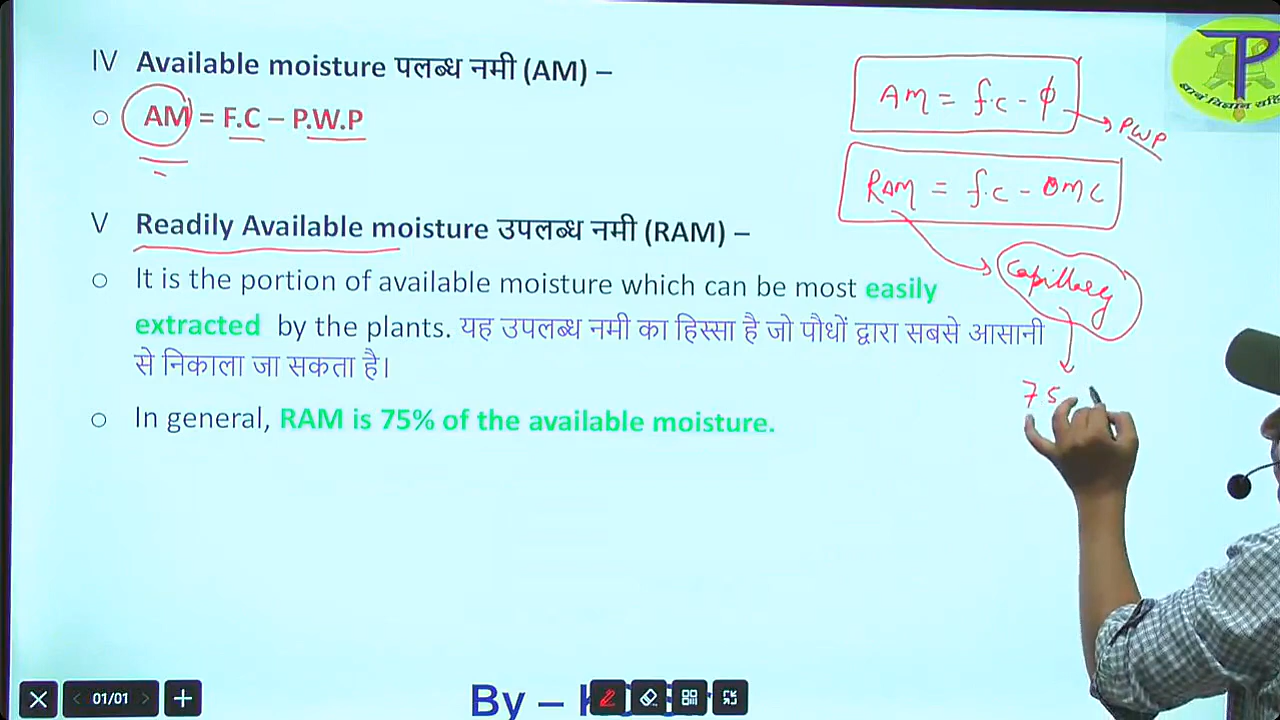 IV Available moisture पलब्ध नमी (AM) –
AM = F.C – P.W.P
AM = f.c - ϕ
PWP
RAM = f.c - OMC
V Readily Available moisture उपलब्ध नमी (RAM) –
Capillary
It is the portion of available moisture which can be most easily
extracted by the plants. यह उपलब्ध नमी का हिस्सा है जो पौधों द्वारा सबसे आसानी
से निकाला जा सकता है।
75
In general, RAM is 75% of the available moisture.
01/01
By –